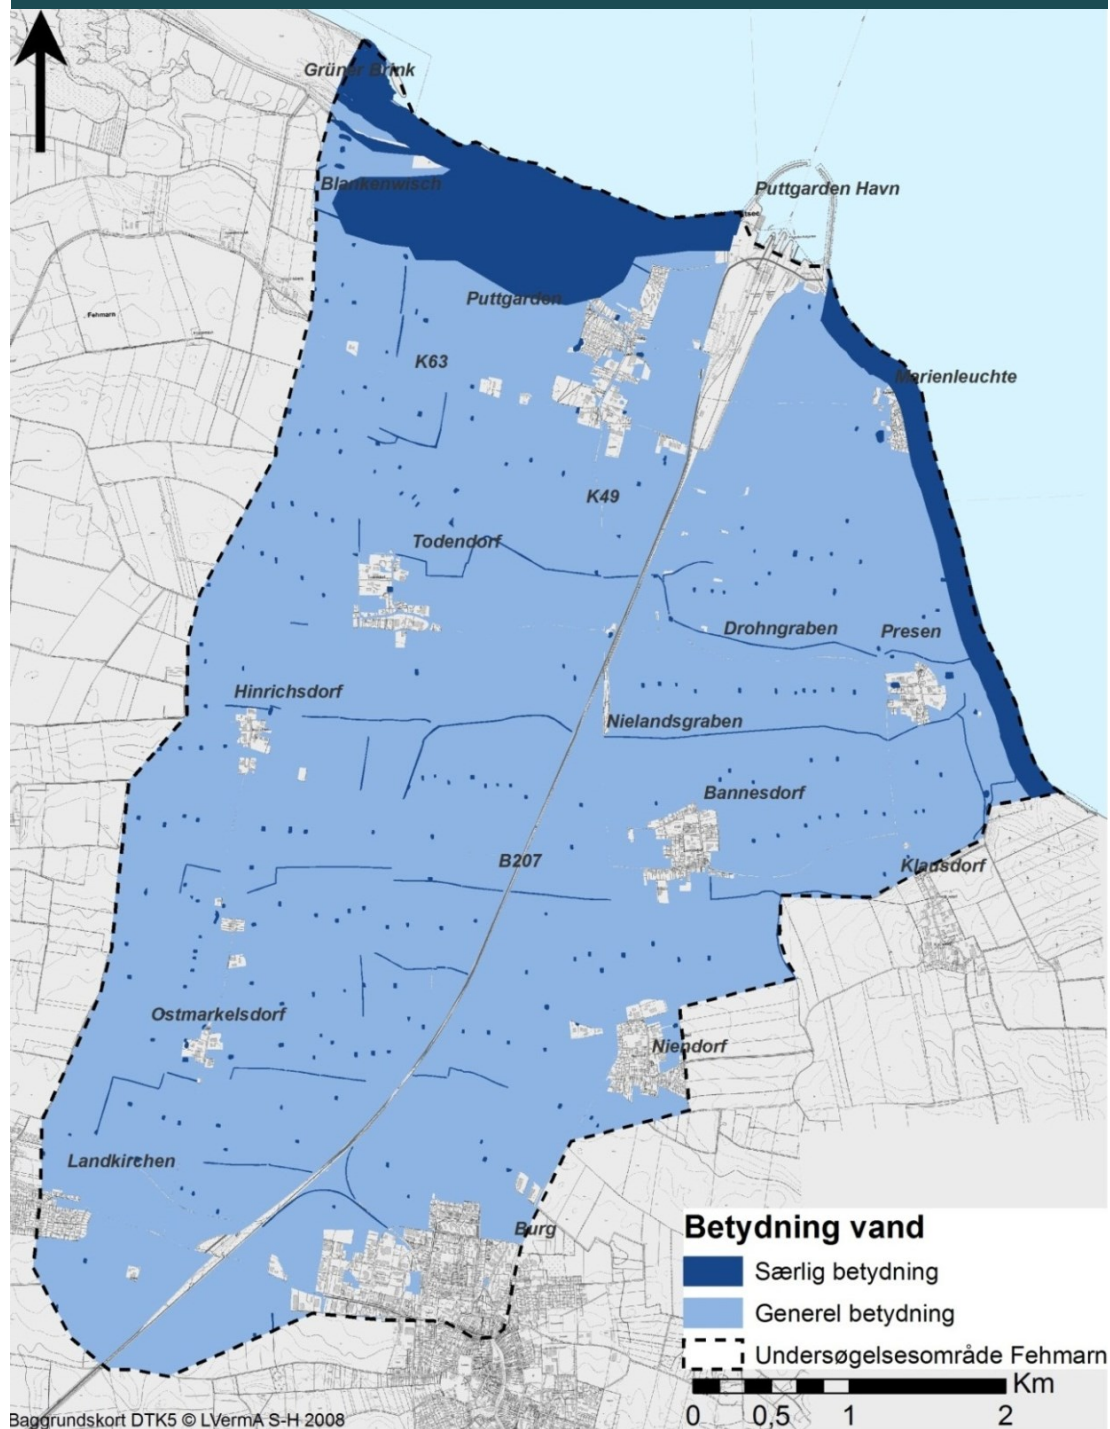 Grüner Brink
Blankenwisch
Puttgarden Havn
Puttgarden
K63
Marienleuchte
Fehmarn
K49
Todendorf
Drohngraben
Presen
Hinrichsdorf
Nielandsgraben
Bannesdorf
B207
Klausdorf
Ostmarkelsdorf
Niendorf
Landkirchen
Burg
Betydning vand
Særlig betydning
Generel betydning
Undersøgelsesområde Fehmarn
Km
0 0,5 1 2
Baggrundskort DTK5 © LVermA S-H 2008